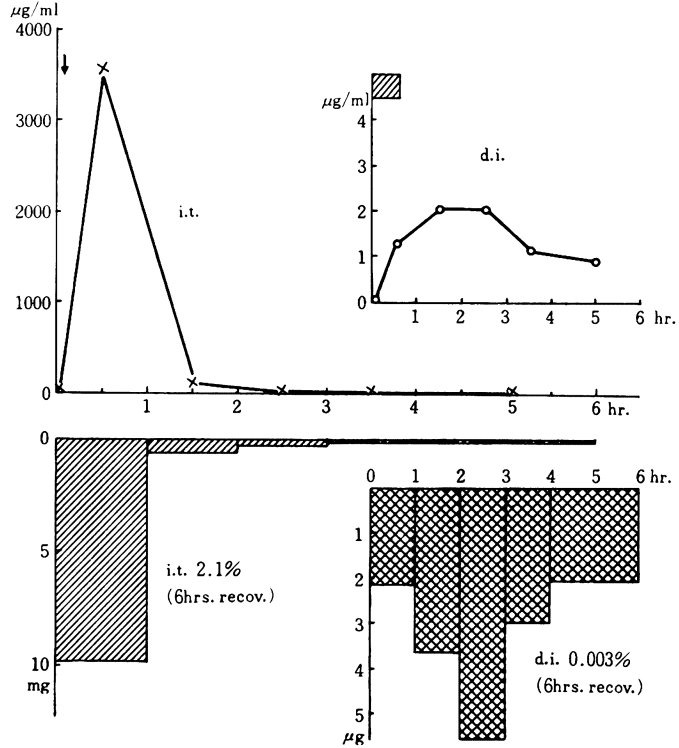 μg/ml
4000
3000
2000
1000
0
i.t.
1 2 3 4 5 6 hr.
μg/ml
4
3
2
1
0
d.i.
1 2 3 4 5 6 hr.
0
5
10
mg
i.t. 2.1%
(6hrs. recov.)
0 1 2 3 4 5 6 hr.
1
2
3
4
5
μg
d.i. 0.003%
(6hrs. recov.)